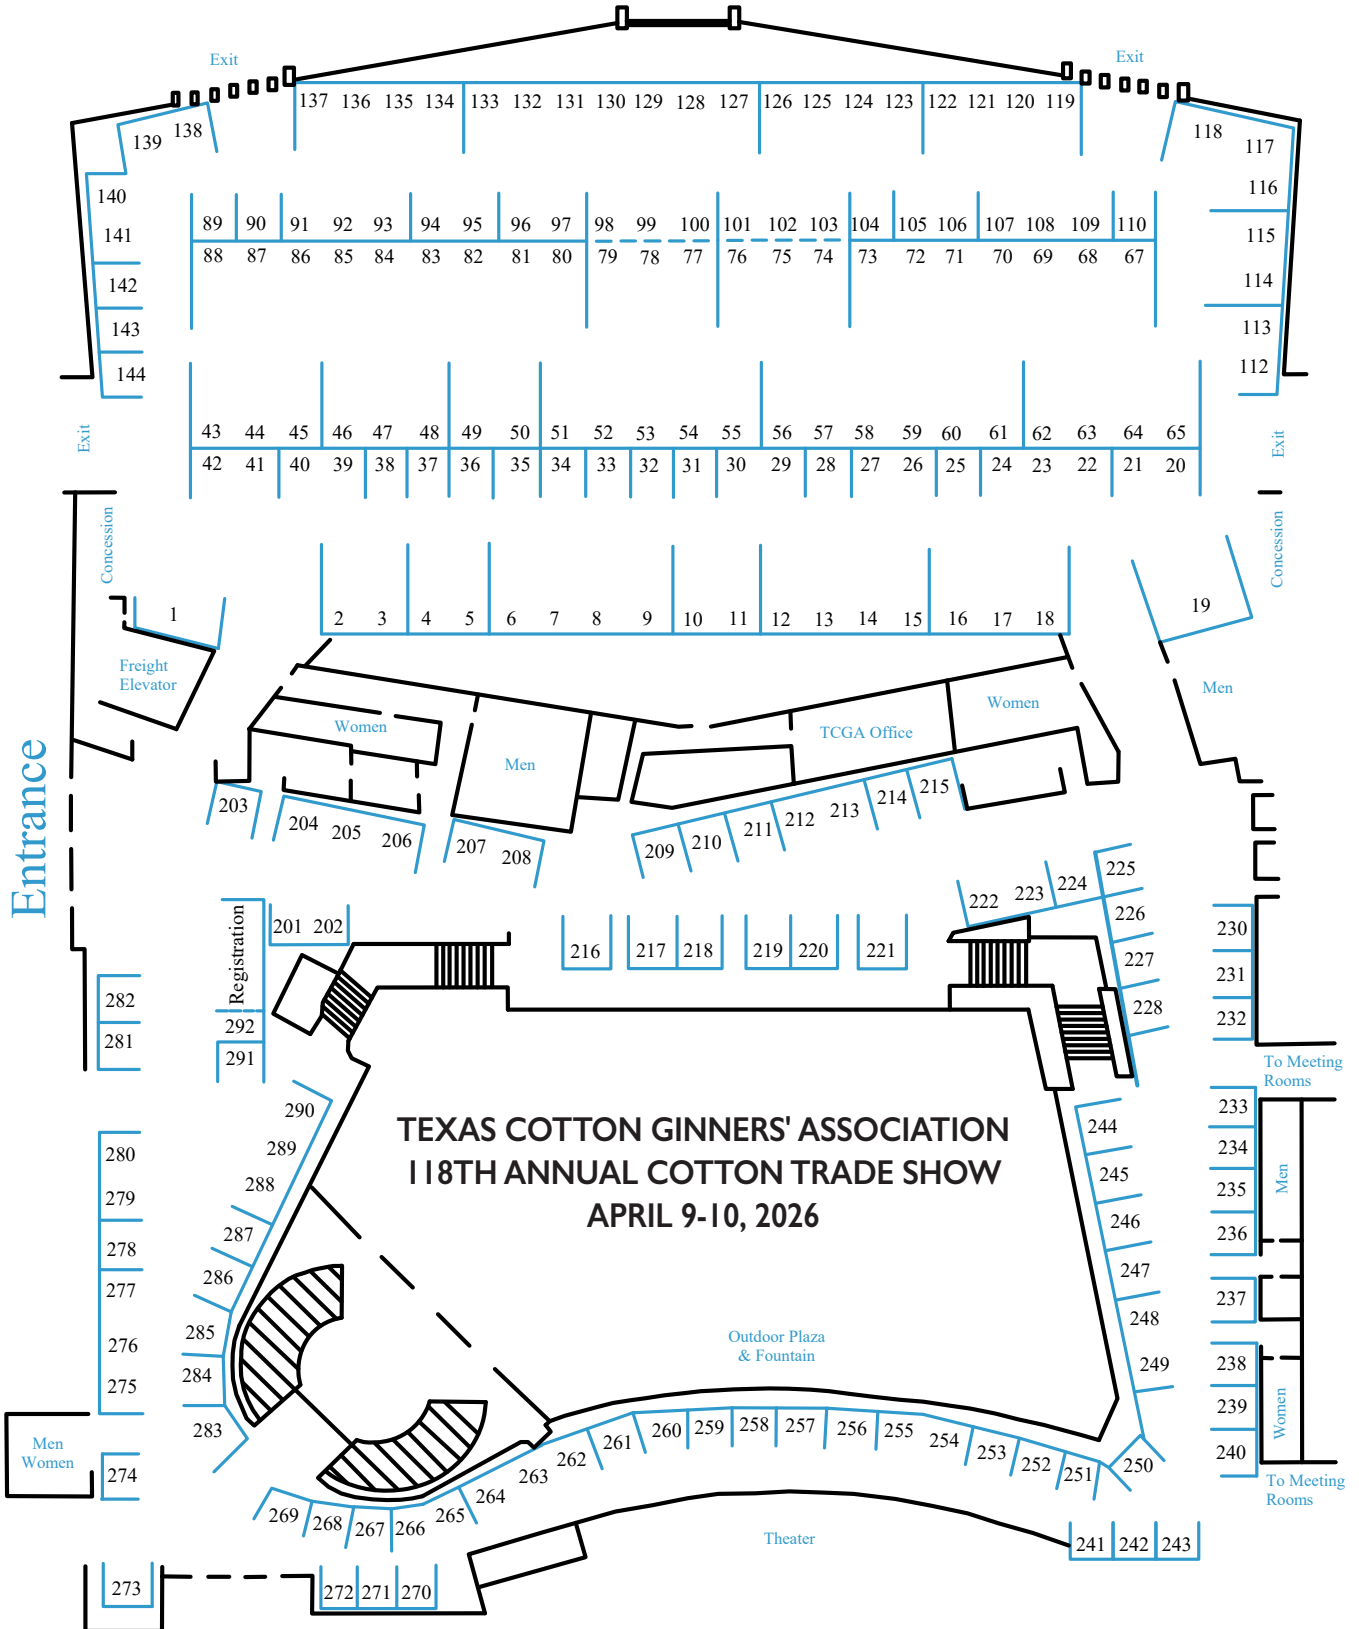 Exit
Exit
137 136 135 134 133 132 131 130 129 128 127 126 125 124 123 122 121 120 119
139 138
118 117
140
116
89 90 91 92 93 94 95 96 97 98 99 100 101 102 103 104 105 106 107 108 109 110
141
115
88 87 86 85 84 83 82 81 80 79 78 77 76 75 74 73 72 71 70 69 68 67
142
114
143
113
144
112
43 44 45 46 47 48 49 50 51 52 53 54 55 56 57 58 59 60 61 62 63 64 65
Exit
Exit
42 41 40 39 38 37 36 35 34 33 32 31 30 29 28 27 26 25 24 23 22 21 20
Concession
Concession
1
2 3 4 5 6 7 8 9 10 11 12 13 14 15 16 17 18
19
Freight
Elevator
Women
Men
TCGA Office
Women
Men
Entrance
203
204 205 206
207 208
209 210 211 212 213 214 215
222 223 224 225
226
227
228
Registration
201 202
216
217 218
219 220
221
230
231
232
282
281
292
291
To Meeting
Rooms
290
289
288
287
286
285
284
283
280
279
278
277
276
275
TEXAS COTTON GINNERS' ASSOCIATION
118TH ANNUAL COTTON TRADE SHOW
APRIL 9-10, 2026
244
245
246
247
248
249
250
233
234
235
236
237
238
239
240
Men
Women
Outdoor Plaza
& Fountain
Men
Women
274
To Meeting
Rooms
269 268 267 266 265 264 263 262 261 260 259 258 257 256 255 254 253 252 251
Theater
241 242 243
273
272 271 270